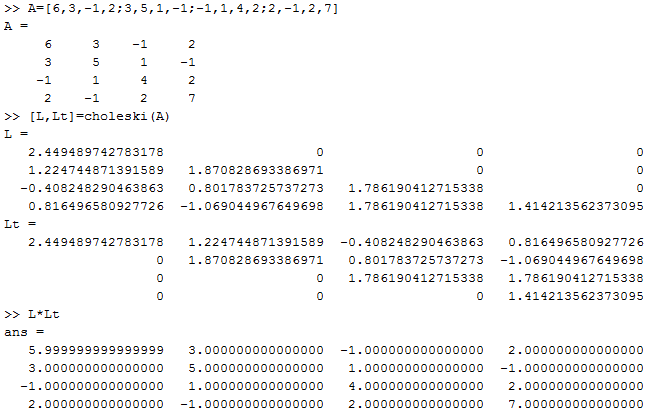 >> A=[6,3,-1,2;3,5,1,-1;-1,1,4,2;2,-1,2,7]
A =
6 3 -1 2
3 5 1 -1
-1 1 4 2
2 -1 2 7
>> [L,Lt]=choleski(A)
L =
2.449489742783178 0 0 0
1.224744871391589 1.870828693386971 0 0
-0.408248290463863 0.801783725737273 1.786190412715338 0
0.816496580927726 -1.069044967649698 1.786190412715338 1.414213562373095
Lt =
2.449489742783178 1.224744871391589 -0.408248290463863 0.816496580927726
0 1.870828693386971 0.801783725737273 -1.069044967649698
0 0 1.786190412715338 1.786190412715338
0 0 0 1.414213562373095
>> L*Lt
ans =
5.999999999999999 3.000000000000000 -1.000000000000000 2.000000000000000
3.000000000000000 5.000000000000000 1.000000000000000 -1.000000000000000
-1.000000000000000 1.000000000000000 4.000000000000000 2.000000000000000
2.000000000000000 -1.000000000000000 2.000000000000000 7.000000000000000